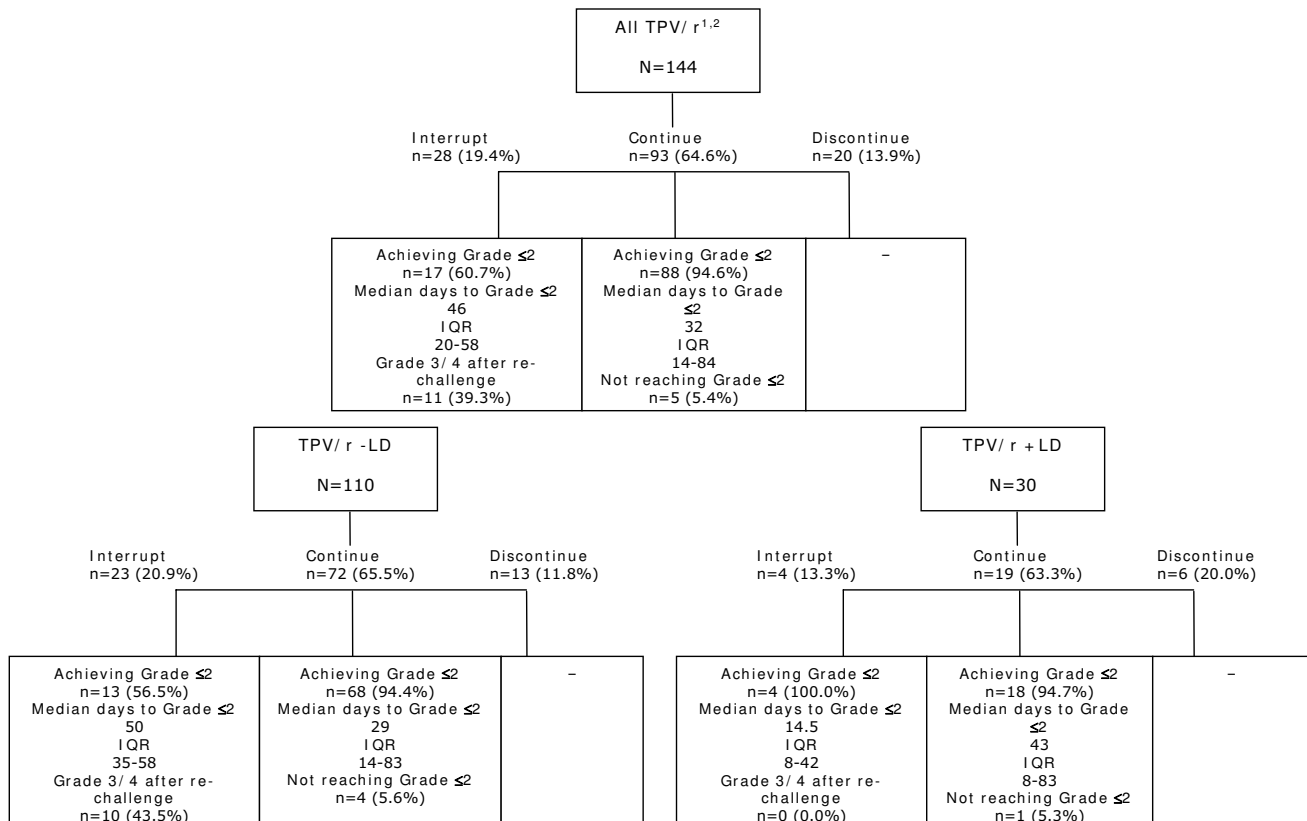 All TPV/ r1,2
N=144
Interrupt
n=28 (19.4%)
Continue
n=93 (64.6%)
Discontinue
n=20 (13.9%)
Achieving Grade ≤2
n=17 (60.7%)
Median days to Grade ≤2
46
IQR
20-58
Grade 3/ 4 after re-
challenge
n=11 (39.3%)
Achieving Grade ≤2
n=88 (94.6%)
Median days to Grade
≤2
32
IQR
14-84
Not reaching Grade ≤2
n=5 (5.4%)
–
TPV/ r -LD
N=110
Interrupt
n=23 (20.9%)
Continue
n=72 (65.5%)
Discontinue
n=13 (11.8%)
Achieving Grade ≤2
n=13 (56.5%)
Median days to Grade ≤2
50
IQR
35-58
Grade 3/ 4 after re-
challenge
n=10 (43.5%)
Achieving Grade ≤2
n=68 (94.4%)
Median days to Grade ≤2
29
IQR
14-83
Not reaching Grade ≤2
n=4 (5.6%)
–
TPV/ r +LD
N=30
Interrupt
n=4 (13.3%)
Continue
n=19 (63.3%)
Discontinue
n=6 (20.0%)
Achieving Grade ≤2
n=4 (100.0%)
Median days to Grade ≤2
14.5
IQR
8-42
Grade 3/ 4 after re-
challenge
n=0 (0.0%)
Achieving Grade ≤2
n=18 (94.7%)
Median days to Grade
≤2
43
IQR
8-83
Not reaching Grade ≤2
n=1 (5.3%)
–